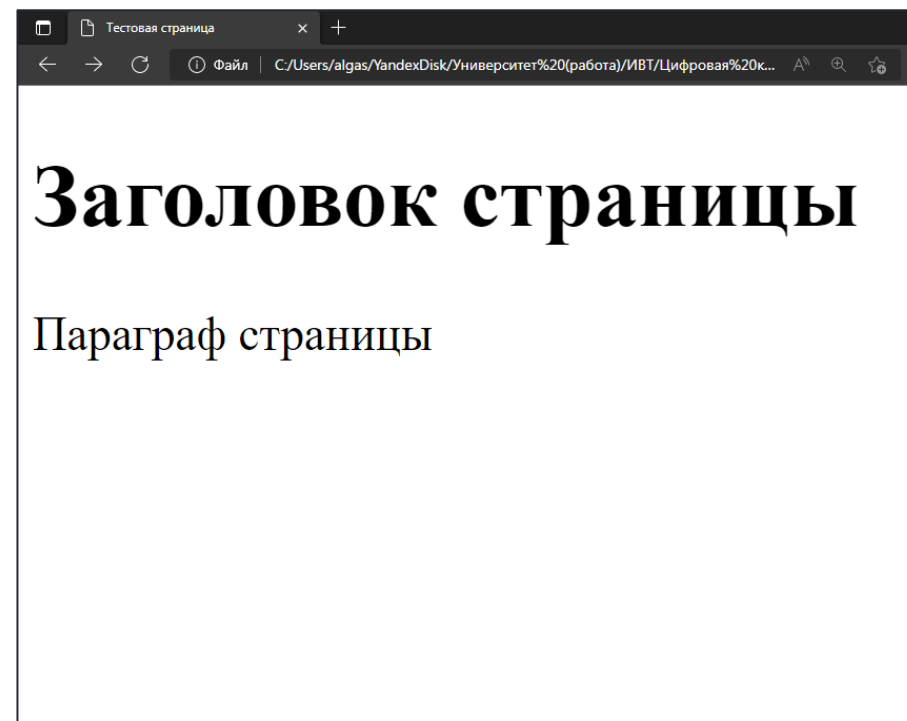 Тестовая страница
Файл | C:/Users/algas/YandexDisk/Университет%20(работа)/ИВТ/Цифровая%20к...
Заголовок страницы
Параграф страницы